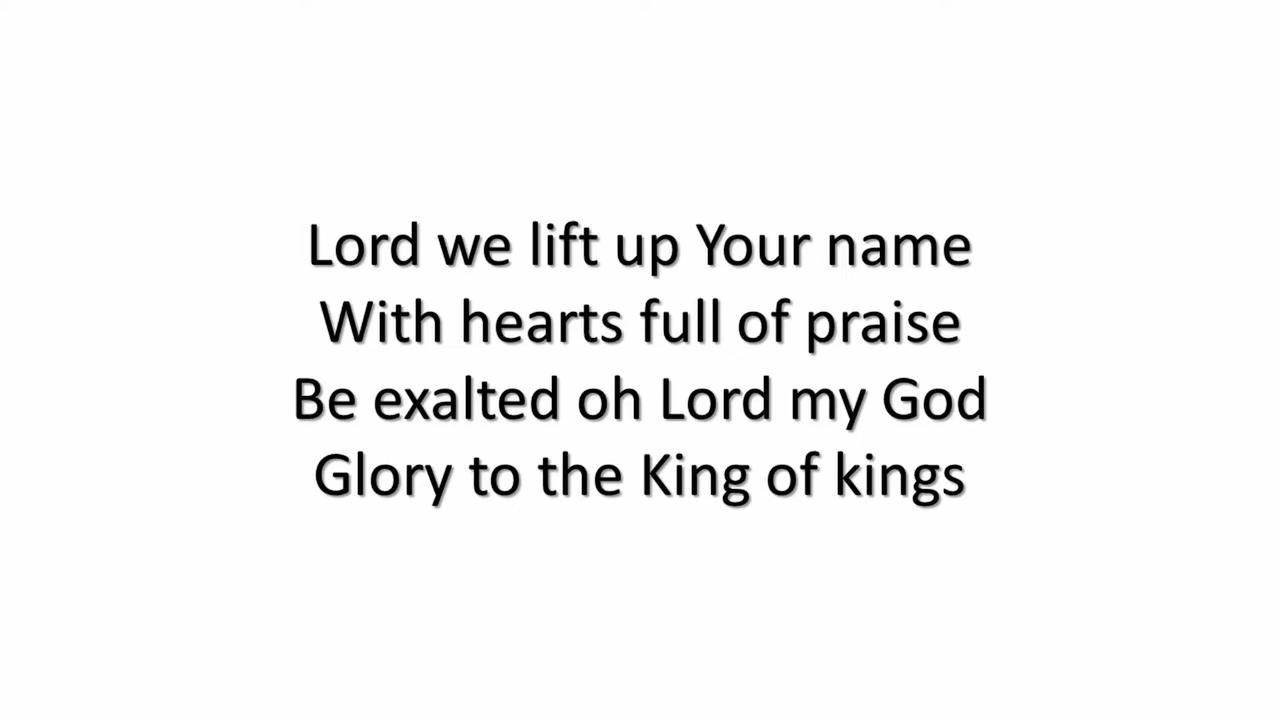 Lord we lift up Your name
With hearts full of praise
Be exalted oh Lord my God
Glory to the King of kings